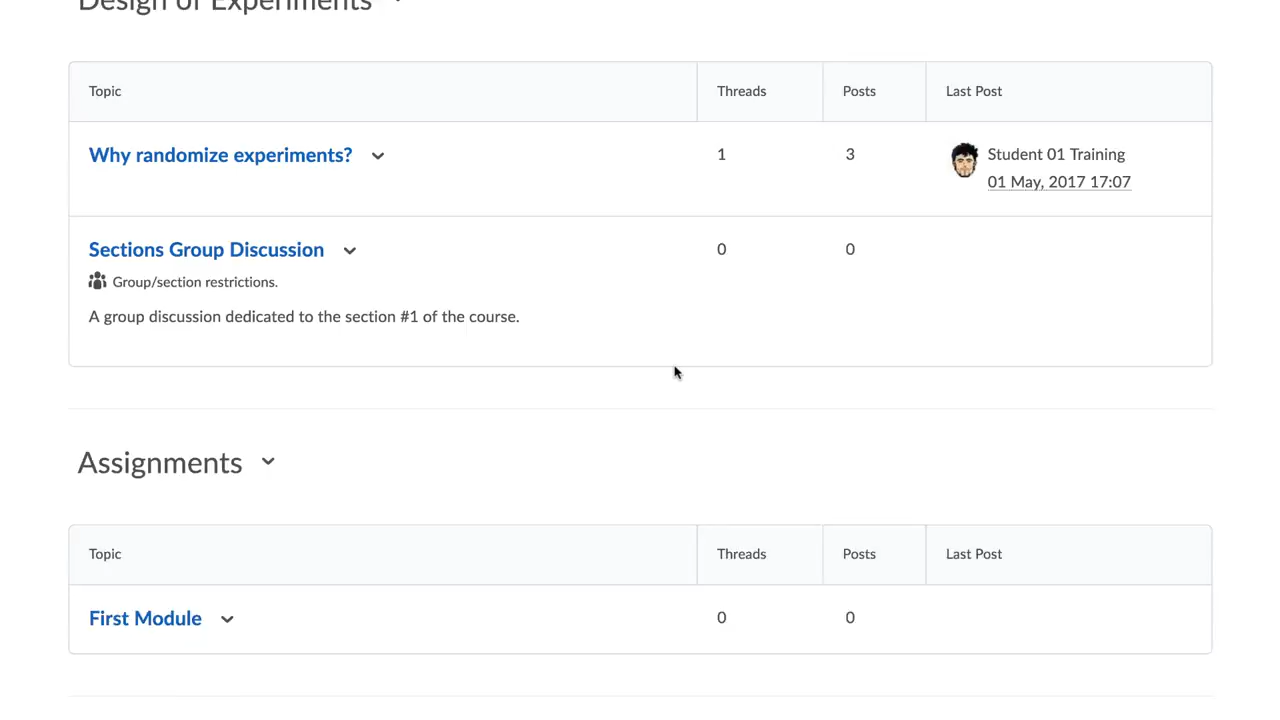 Design of Experiments
Topic Threads Posts Last Post
Why randomize experiments? 1 3 Student 01 Training
01 May, 2017 17:07
Sections Group Discussion 0 0
Group/section restrictions.
A group discussion dedicated to the section #1 of the course.
Assignments
Topic Threads Posts Last Post
First Module 0 0